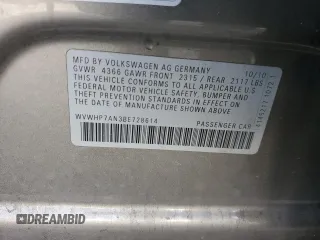 MFD BY VOLKSWAGEN AG GERMANY 10/10
GVWR 4366 GAWR FRONT 2315 / REAR 2117 LBS
THIS VEHICLE CONFORMS TO ALL APPLICABLE U.S.
FEDERAL MOTOR VEHICLE SAFETY, BUMPER AND
THEFT PREVENTION STANDARDS IN EFFECT ON THE
DATE OF MANUFACTURE SHOWN ABOVE.
WVWHP7AN3BE728614 PASSENGER CAR
DIAMOND BID